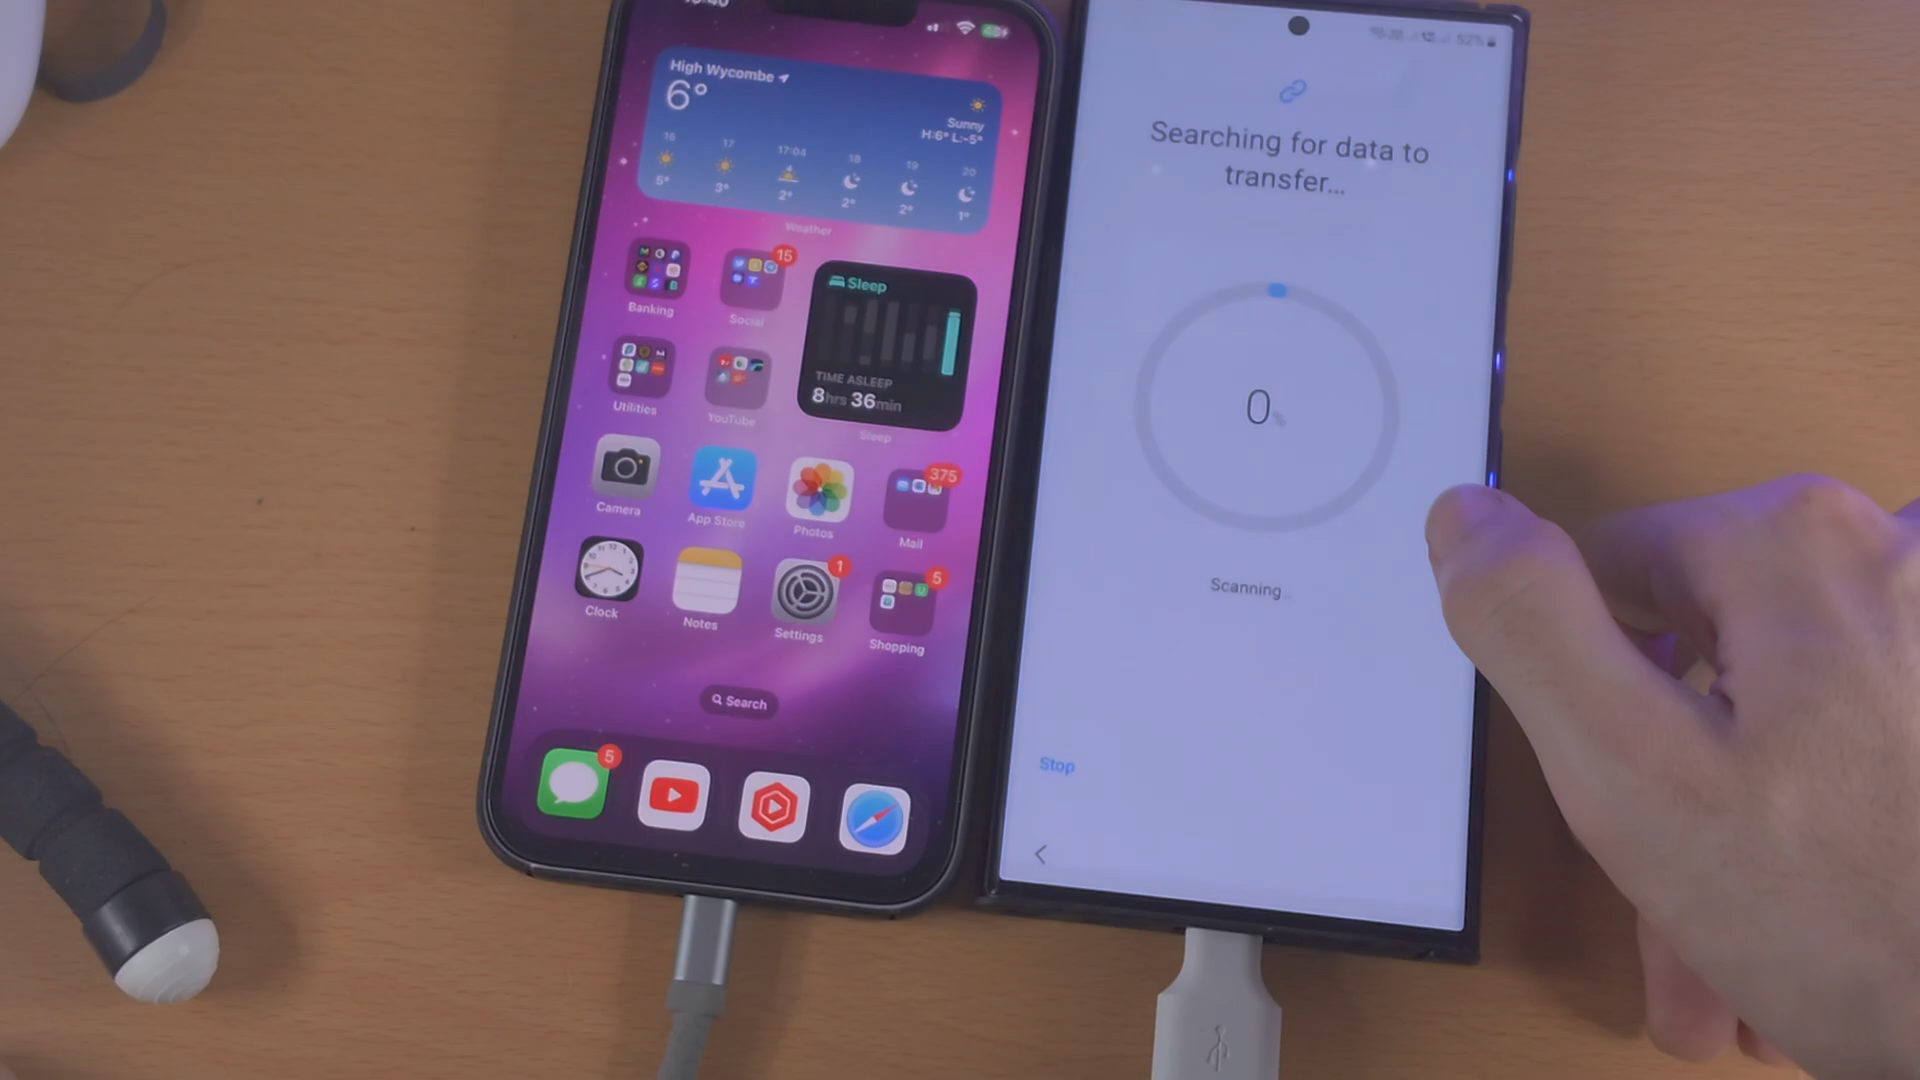 High Wycombe
6°
Sunny
H:6° L:-5°
16 17 17:04 18 19 20
5° 3° 2° 2° 2° 1°
Weather
Banking
Social
15
Sleep
TIME ASLEEP
8hrs 36min
Sleep
Utilities
YouTube
Camera
App Store
Photos
Mail
375
Clock
Notes
Settings
1
Shopping
5
Search
5
52%
Searching for data to
transfer...
0%
Scanning..
Stop